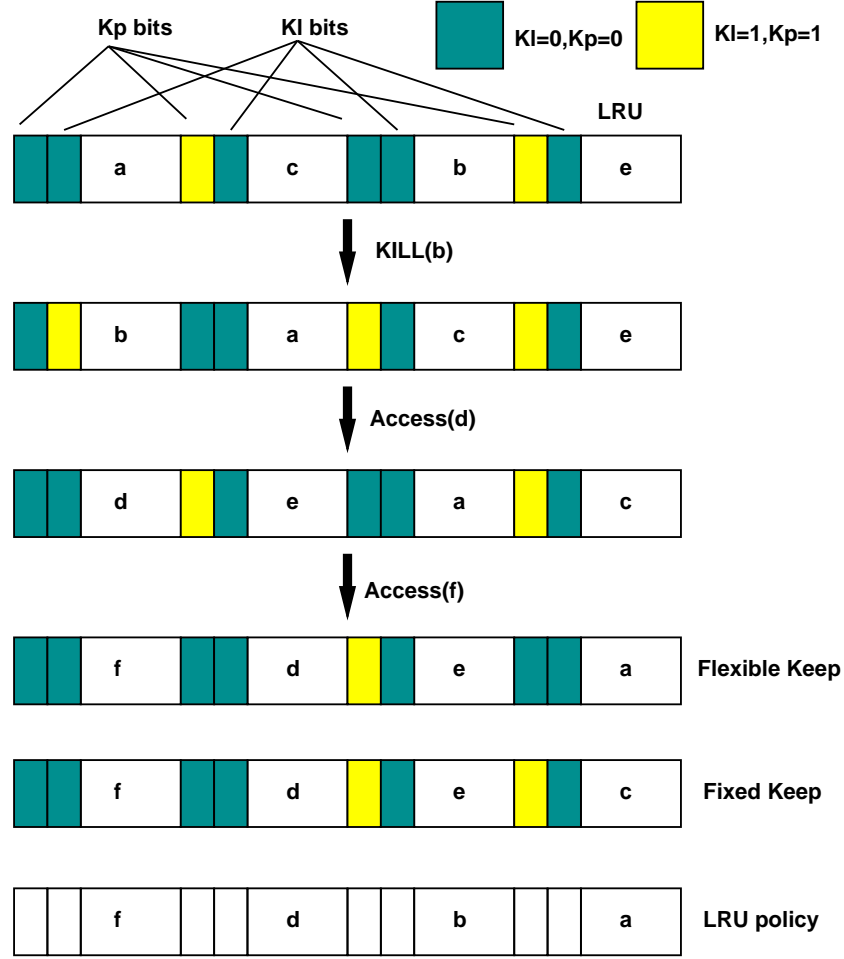 Kp bits Kl bits Kl=0,Kp=0 Kl=1,Kp=1
LRU
a c b e
KILL(b)
b a c e
Access(d)
d e a c
Access(f)
f d e a Flexible Keep
f d e c Fixed Keep
f d b a LRU policy